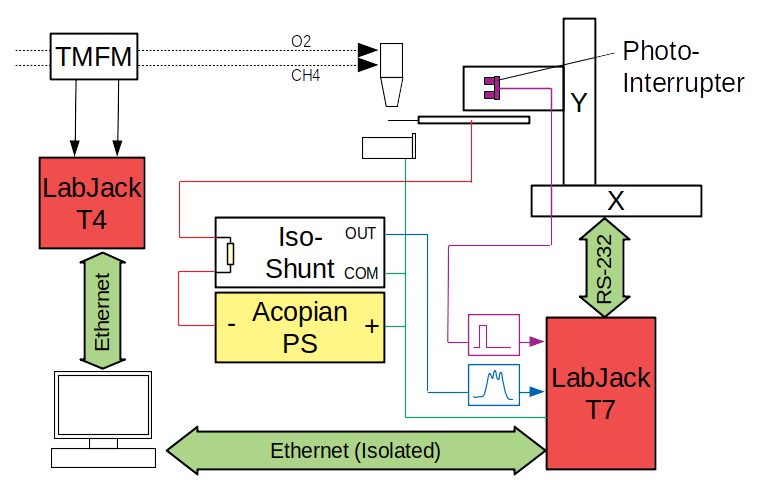 O2
TMFM
CH4
Photo-
Interrupter
Y
X
LabJack
T4
Iso-
Shunt
OUT
COM
RS-232
Ethernet
-
Acopian
PS
+
LabJack
T7
Ethernet (Isolated)